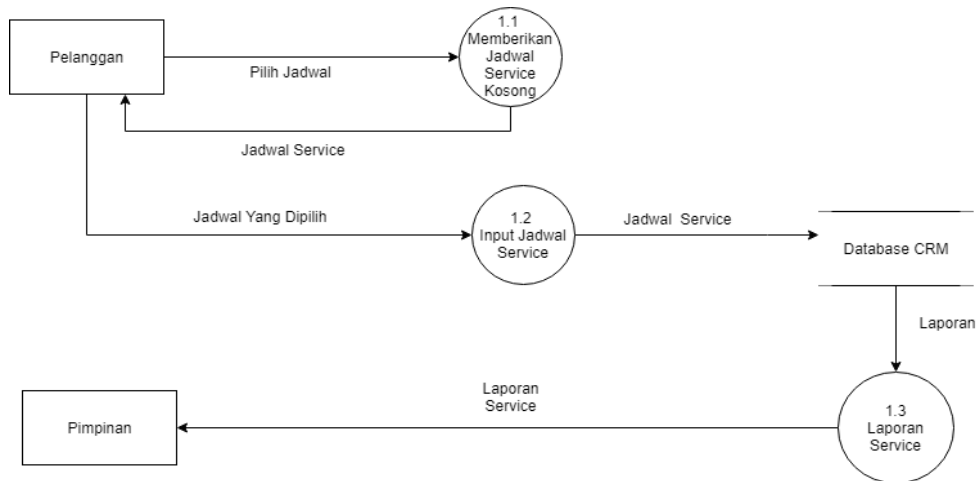 Pelanggan
Pilih Jadwal
1.1
Memberikan
Jadwal
Service
Kosong
Jadwal Service
Jadwal Yang Dipilih
1.2
Input Jadwal
Service
Jadwal Service
Database CRM
Laporan
Laporan
Service
Pimpinan
1.3
Laporan
Service